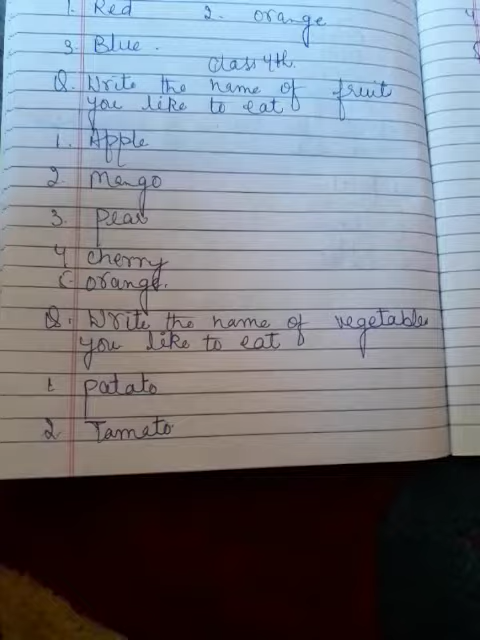 1. Red 2. orange
3. Blue.
class 4th.
Q. Write the name of fruit
you like to eat
1. Apple
2. Mango
3. pear
4 cherry
5. orange.
Q. Write the name of vegetable
you like to eat
1. patato
2. Tamato